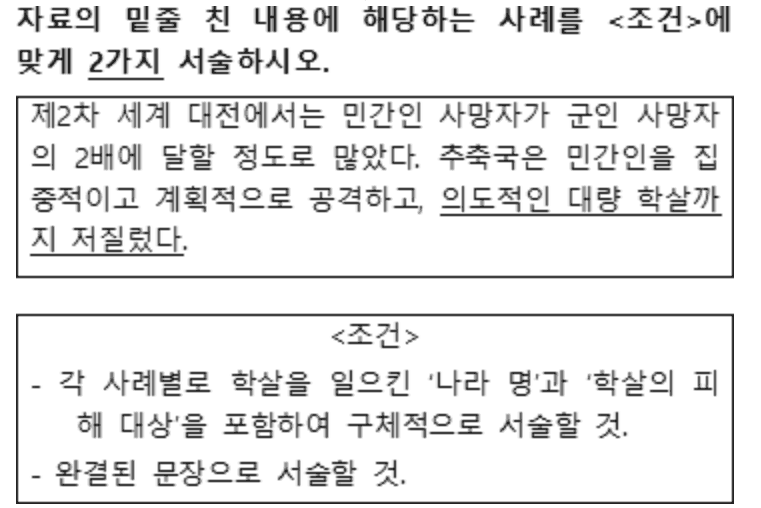 자료의 밑줄 친 내용에 해당하는 사례를 <조건>에
맞게 2가지 서술하시오.
제2차 세계 대전에서는 민간인 사망자가 군인 사망자
의 2배에 달할 정도로 많았다. 추축국은 민간인을 집
중적이고 계획적으로 공격하고, 의도적인 대량 학살까
지 저질렀다.
<조건>
- 각 사례별로 학살을 일으킨 '나라 명'과 '학살의 피
해 대상'을 포함하여 구체적으로 서술할 것.
- 완결된 문장으로 서술할 것.